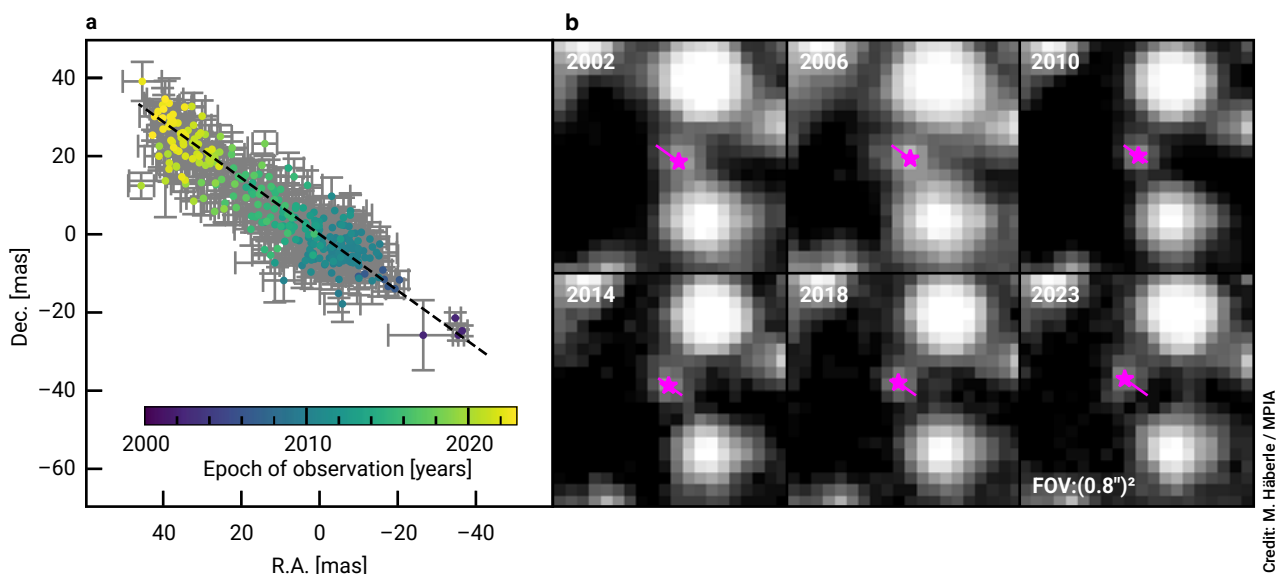 a
40
20
0
−20
−40
−60
Dec. [mas]
2000 2010 2020
Epoch of observation [years]
40 20 0 −20 −40
R.A. [mas]
b
2002 2006 2010
2014 2018 2023
FOV:(0.8")²
Credit: M. Häberle / MPIA